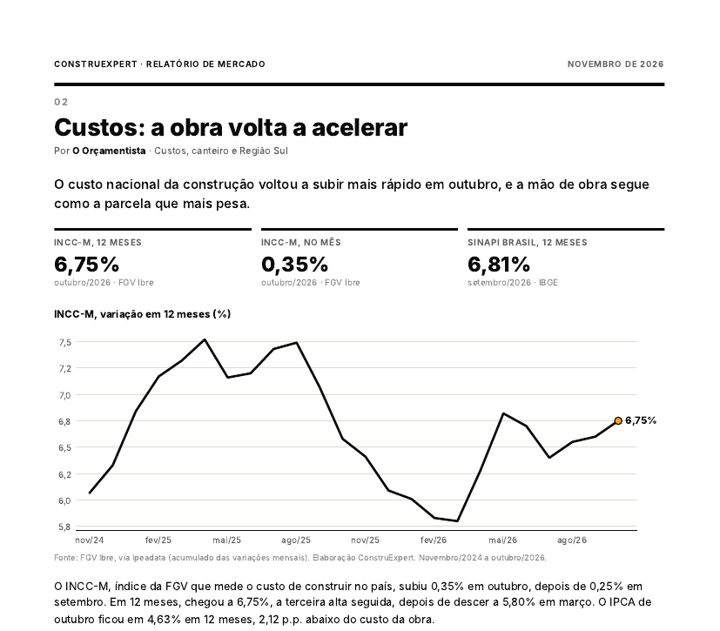 CONSTRUEXPERT · RELATÓRIO DE MERCADO
NOVEMBRO DE 2026
02
Custos: a obra volta a acelerar
Por O Orçamentista · Custos, canteiro e Região Sul
O custo nacional da construção voltou a subir mais rápido em outubro, e a mão de obra segue
como a parcela que mais pesa.
INCC-M, 12 MESES
6,75%
outubro/2026 · FGV Ibre
INCC-M, NO MÊS
0,35%
outubro/2026 · FGV Ibre
SINAPI BRASIL, 12 MESES
6,81%
setembro/2026 · IBGE
INCC-M, variação em 12 meses (%)
7,5
7,2
7,0
6,8
6,5
6,2
6,0
5,8
6,75%
nov/24 fev/25 mai/25 ago/25 nov/25 fev/26 mai/26 ago/26
Fonte: FGV Ibre, via Ipeadata (acumulado das variações mensais). Elaboração ConstruExpert. Novembro/2024 a outubro/2026.
O INCC-M, índice da FGV que mede o custo de construir no país, subiu 0,35% em outubro, depois de 0,25% em
setembro. Em 12 meses, chegou a 6,75%, a terceira alta seguida, depois de descer a 5,80% em março. O IPCA de
outubro ficou em 4,63% em 12 meses, 2,12 p.p. abaixo do custo da obra.